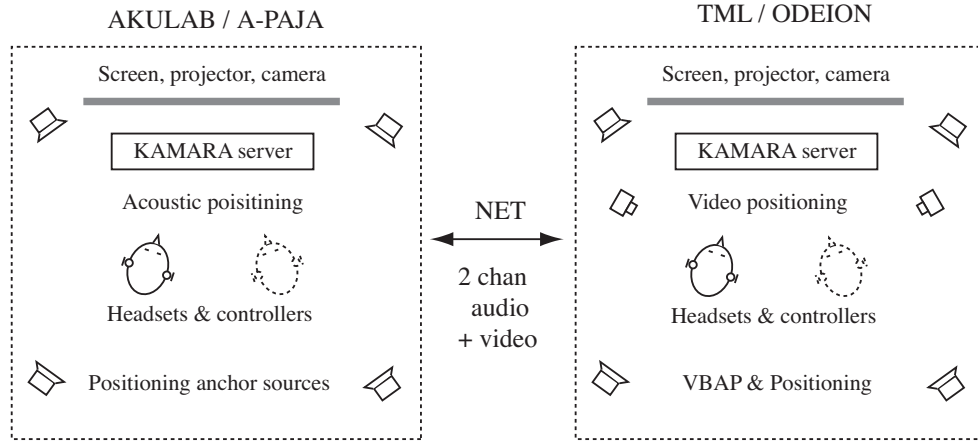 AKULAB / A-PAJA
Screen, projector, camera
KAMARA server
Acoustic poisitining
Headsets & controllers
Positioning anchor sources
NET
2 chan
audio
+ video
TML / ODEION
Screen, projector, camera
KAMARA server
Video positioning
Headsets & controllers
VBAP & Positioning